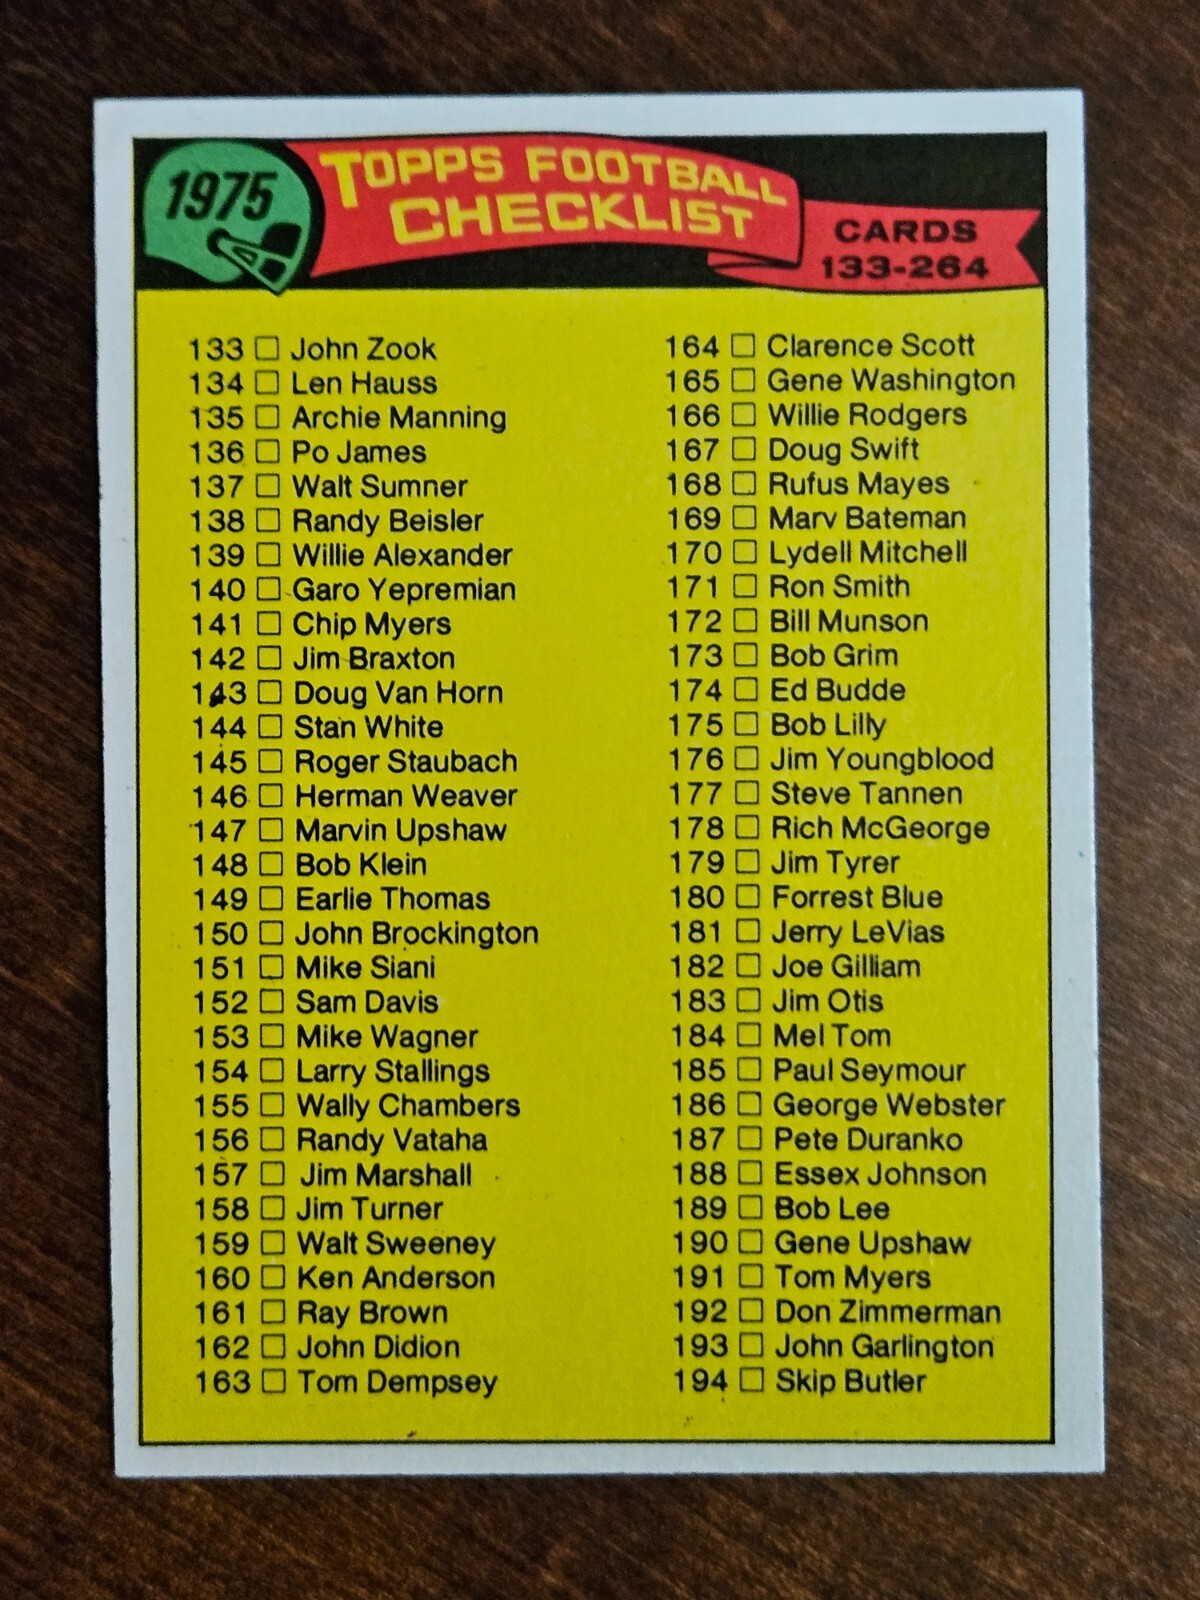 1975
TOPPS FOOTBALL
CHECKLIST
CARDS
133-264
133 John Zook
134 Len Hauss
135 Archie Manning
136 Po James
137 Walt Sumner
138 Randy Beisler
139 Willie Alexander
140 Garo Yepremian
141 Chip Myers
142 Jim Braxton
143 Doug Van Horn
144 Stan White
145 Roger Staubach
146 Herman Weaver
147 Marvin Upshaw
148 Bob Klein
149 Earlie Thomas
150 John Brockington
151 Mike Siani
152 Sam Davis
153 Mike Wagner
154 Larry Stallings
155 Wally Chambers
156 Randy Vataha
157 Jim Marshall
158 Jim Turner
159 Walt Sweeney
160 Ken Anderson
161 Ray Brown
162 John Didion
163 Tom Dempsey
164 Clarence Scott
165 Gene Washington
166 Willie Rodgers
167 Doug Swift
168 Rufus Mayes
169 Marv Bateman
170 Lydell Mitchell
171 Ron Smith
172 Bill Munson
173 Bob Grim
174 Ed Budde
175 Bob Lilly
176 Jim Youngblood
177 Steve Tannen
178 Rich McGeorge
179 Jim Tyrer
180 Forrest Blue
181 Jerry LeVias
182 Joe Gilliam
183 Jim Otis
184 Mel Tom
185 Paul Seymour
186 George Webster
187 Pete Duranko
188 Essex Johnson
189 Bob Lee
190 Gene Upshaw
191 Tom Myers
192 Don Zimmerman
193 John Garlington
194 Skip Butler